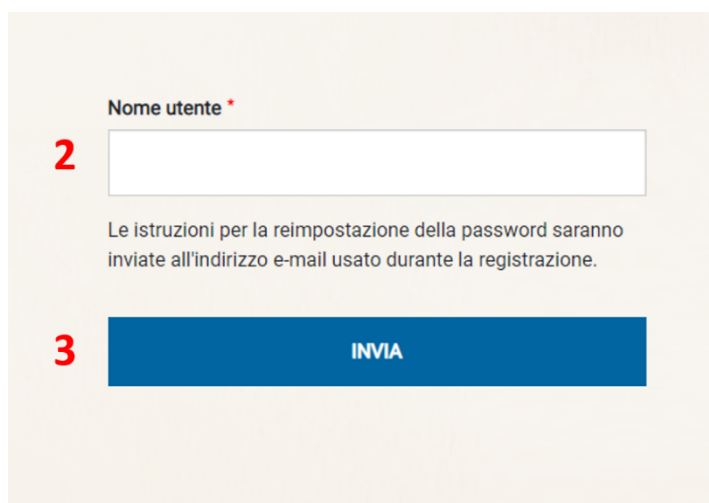 Nome utente *
2
Le istruzioni per la reimpostazione della password saranno
inviate all'indirizzo e-mail usato durante la registrazione.
3 INVIA